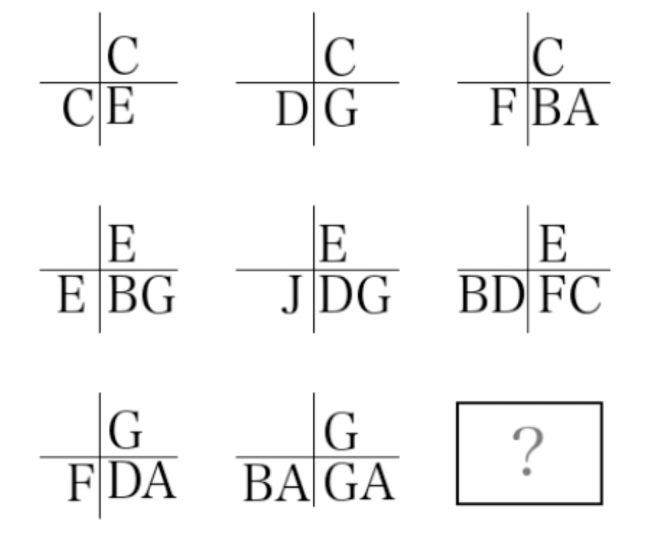 C C C
C E D G F BA
E E E
E BG J DG BD FC
G G
F DA BA GA ?